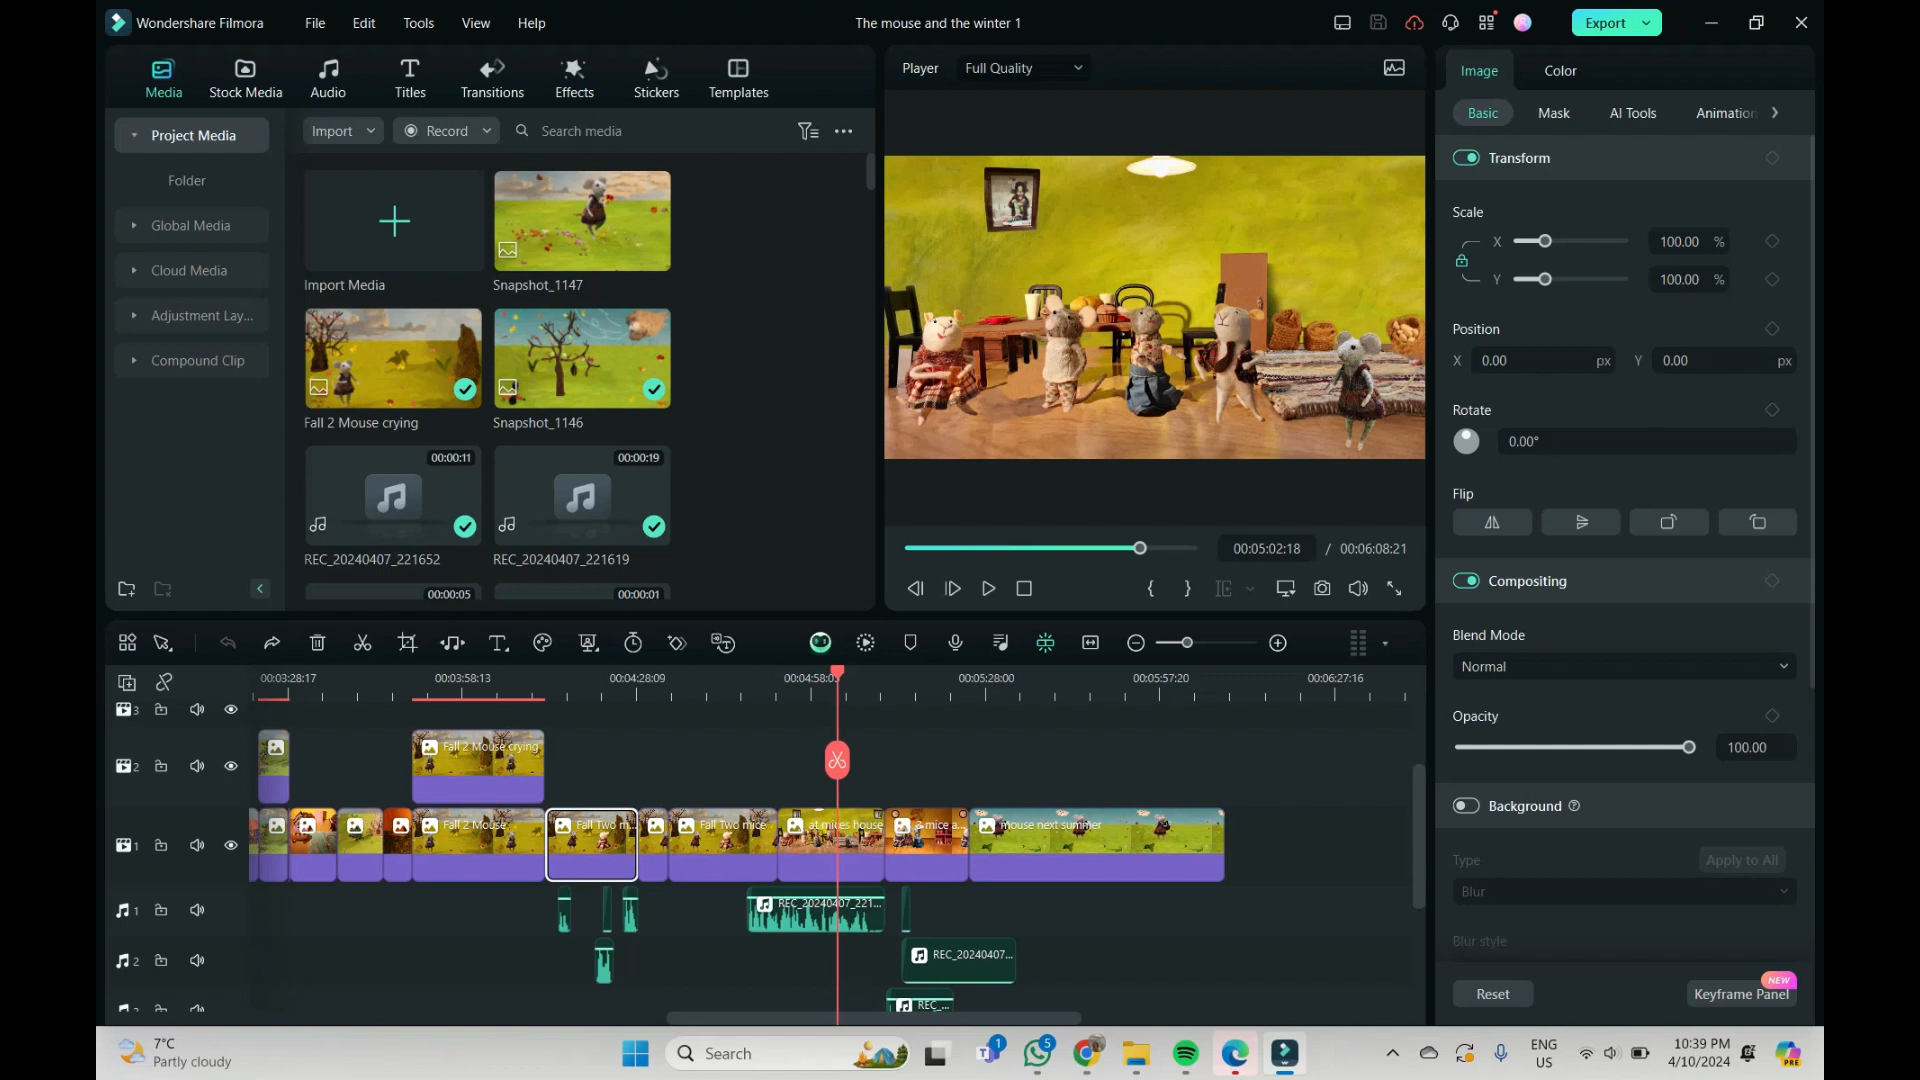 Wondershare Filmora
File
Edit
Tools
View
Help
The mouse and the winter 1
Export
Media
Stock Media
Audio
Titles
Transitions
Effects
Stickers
Templates
Player
Full Quality
Image
Color
Project Media
Folder
Global Media
Cloud Media
Adjustment Lay...
Compound Clip
Import
Record
Search media
Import Media
Snapshot_1147
Fall 2 Mouse crying
Snapshot_1146
00:00:11
00:00:19
REC_20240407_221652
REC_20240407_221619
00:00:05
00:00:01
00:05:02:18 / 00:06:08:21
Basic
Mask
AI Tools
Animation
Transform
Scale
X 100.00 %
Y 100.00 %
Position
X 0.00 px Y 0.00 px
Rotate
0.00°
Flip
Compositing
Blend Mode
Normal
Opacity
100.00
Background
Type
Apply to All
Blur
Blur style
Reset
NEW
Keyframe Panel
00:03:28:17
00:03:58:13
00:04:28:09
00:05:28:00
00:05:57:20
00:06:27:16
3
2
Fall 2 Mouse crying
1
Fall 2 Mouse
Fall Two m...
Fall Two mice
at mices house
mouse next summer
1
REC_20240407_221...
2
REC_20240407...
REC_...
7°C
Partly cloudy
Search
1
5
ENG
US
10:39 PM
4/10/2024
PRE